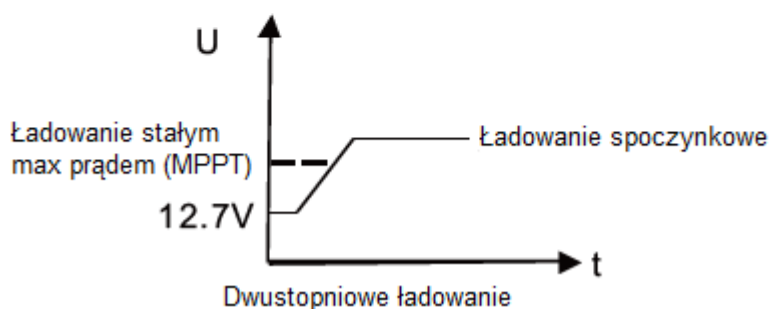 U
Ładowanie stałym
max prądem (MPPT)
Ładowanie spoczynkowe
12.7V
t
Dwustopniowe ładowanie